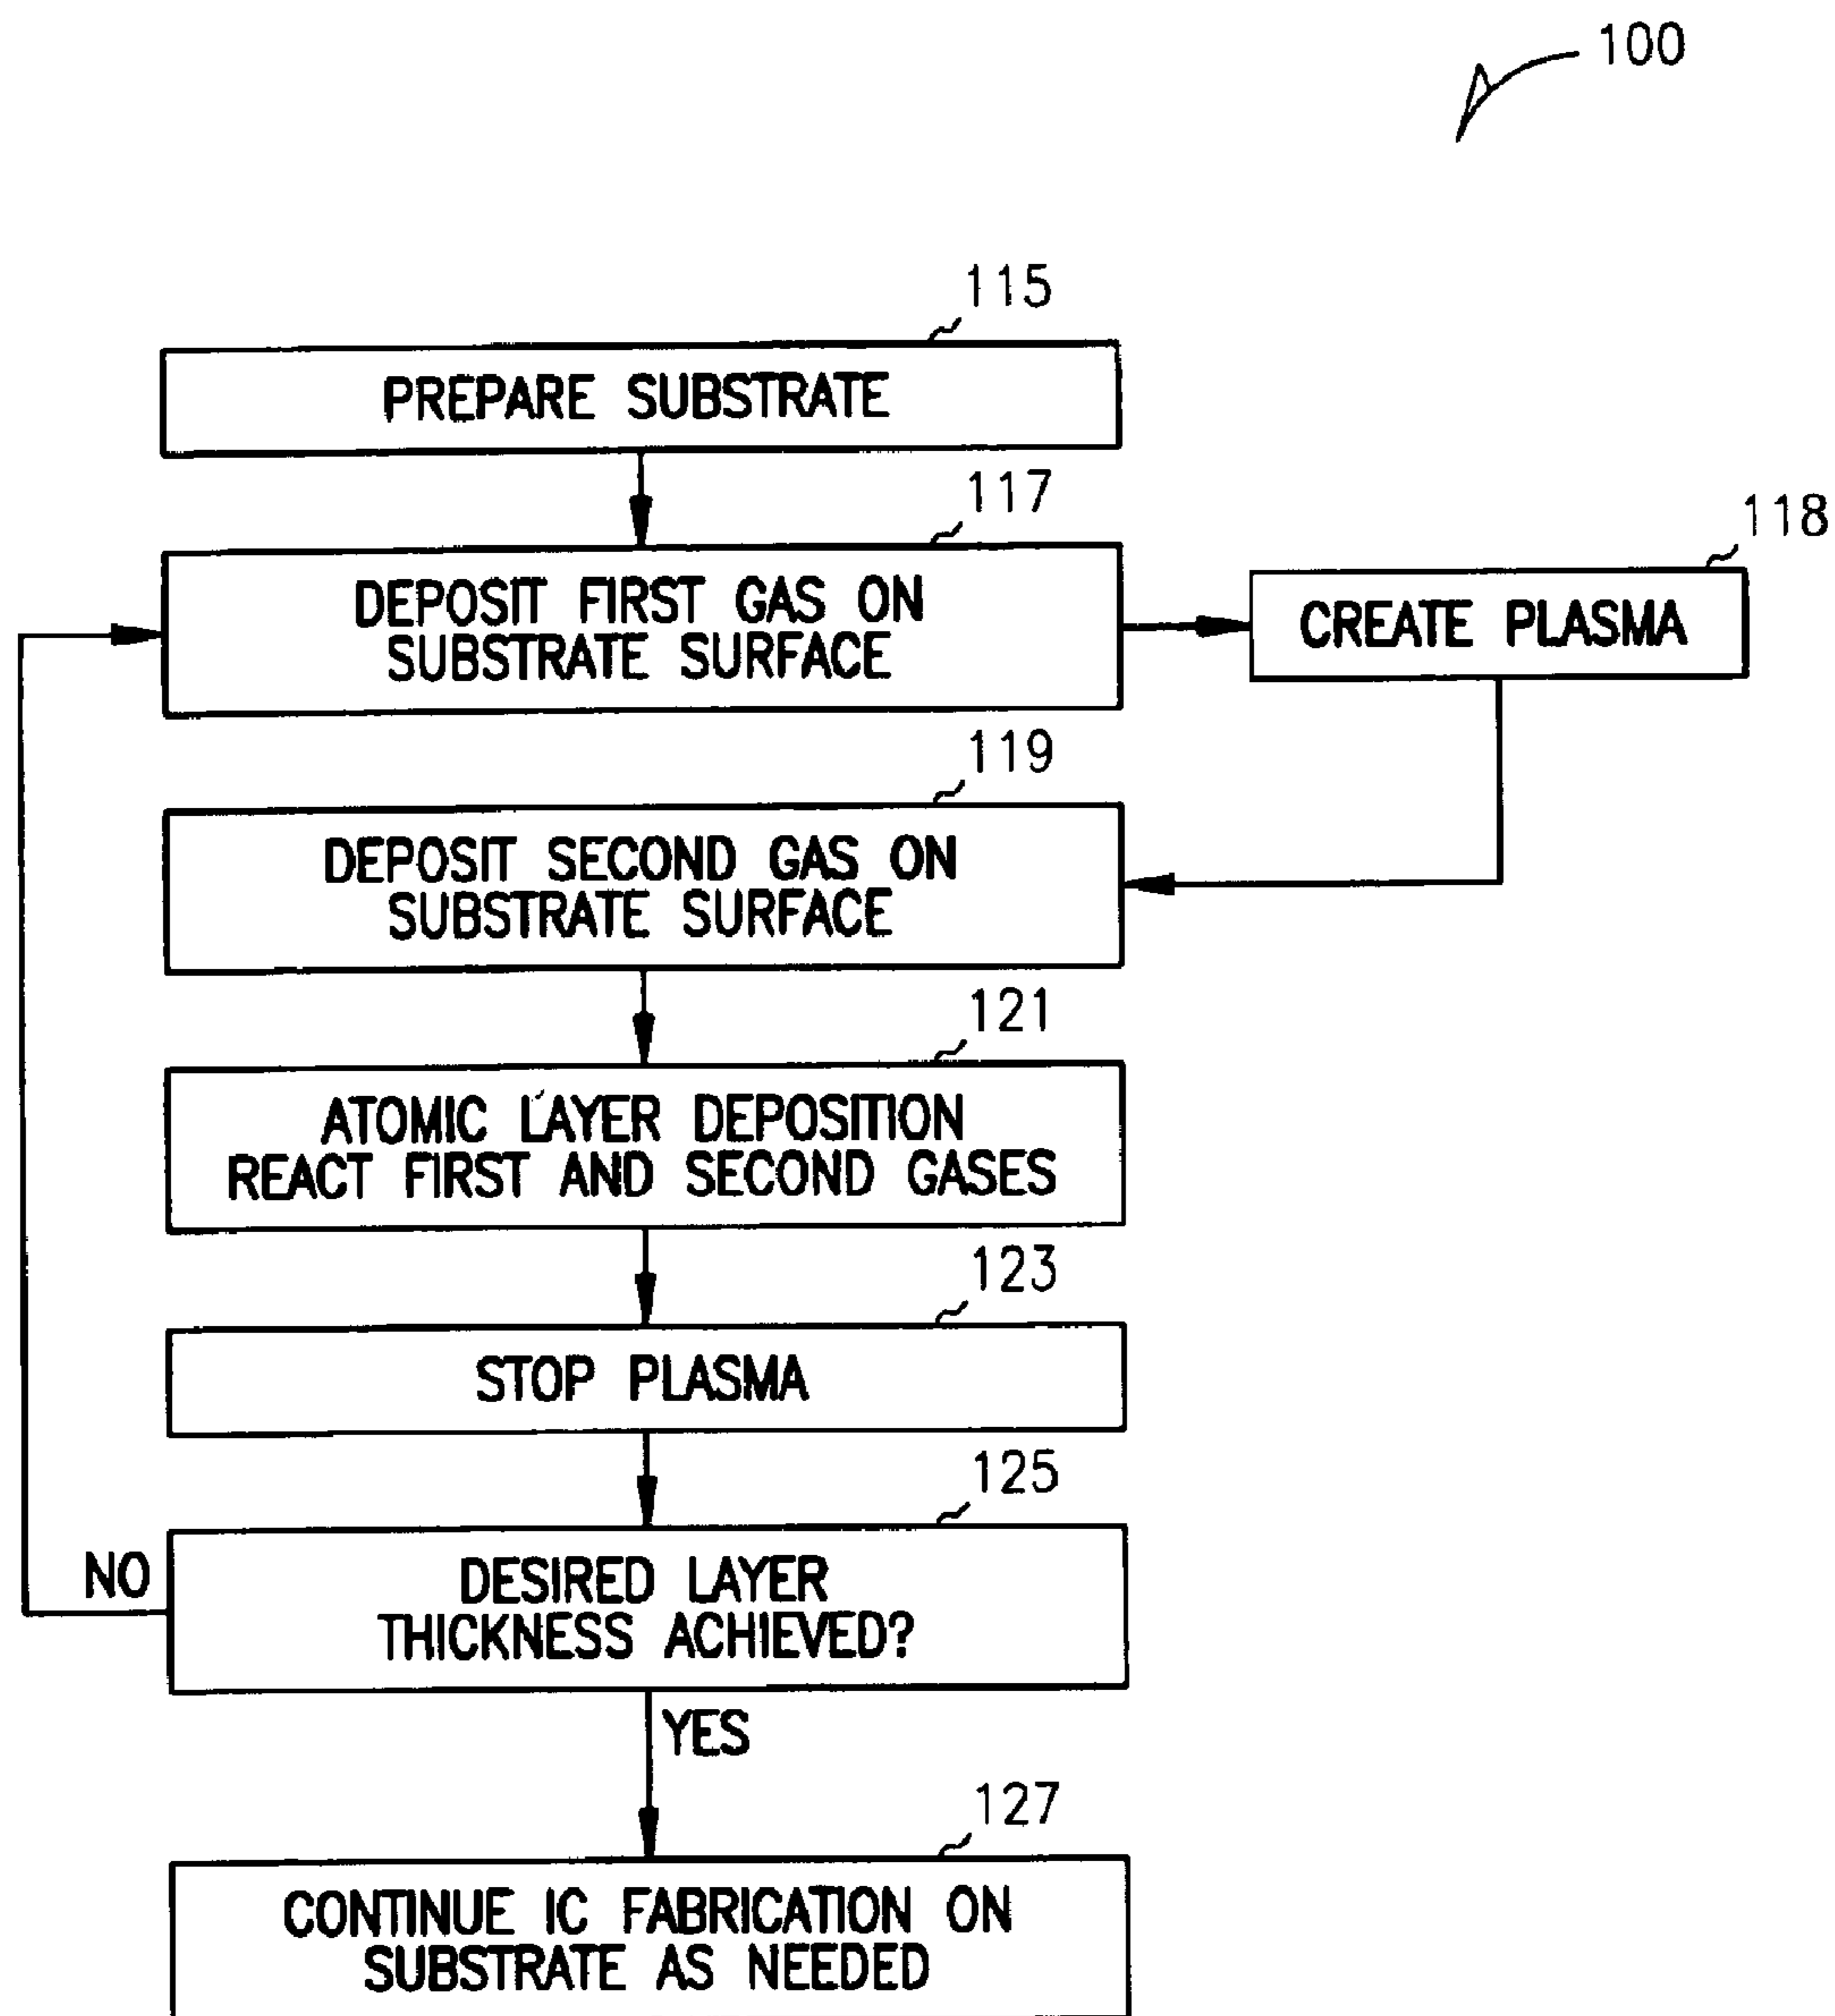 100
115
PREPARE SUBSTRATE
117
DEPOSIT FIRST GAS ON
SUBSTRATE SURFACE
118
CREATE PLASMA
119
DEPOSIT SECOND GAS ON
SUBSTRATE SURFACE
121
ATOMIC LAYER DEPOSITION
REACT FIRST AND SECOND GASES
123
STOP PLASMA
125
DESIRED LAYER
THICKNESS ACHIEVED?
NO
YES
127
CONTINUE IC FABRICATION ON
SUBSTRATE AS NEEDED